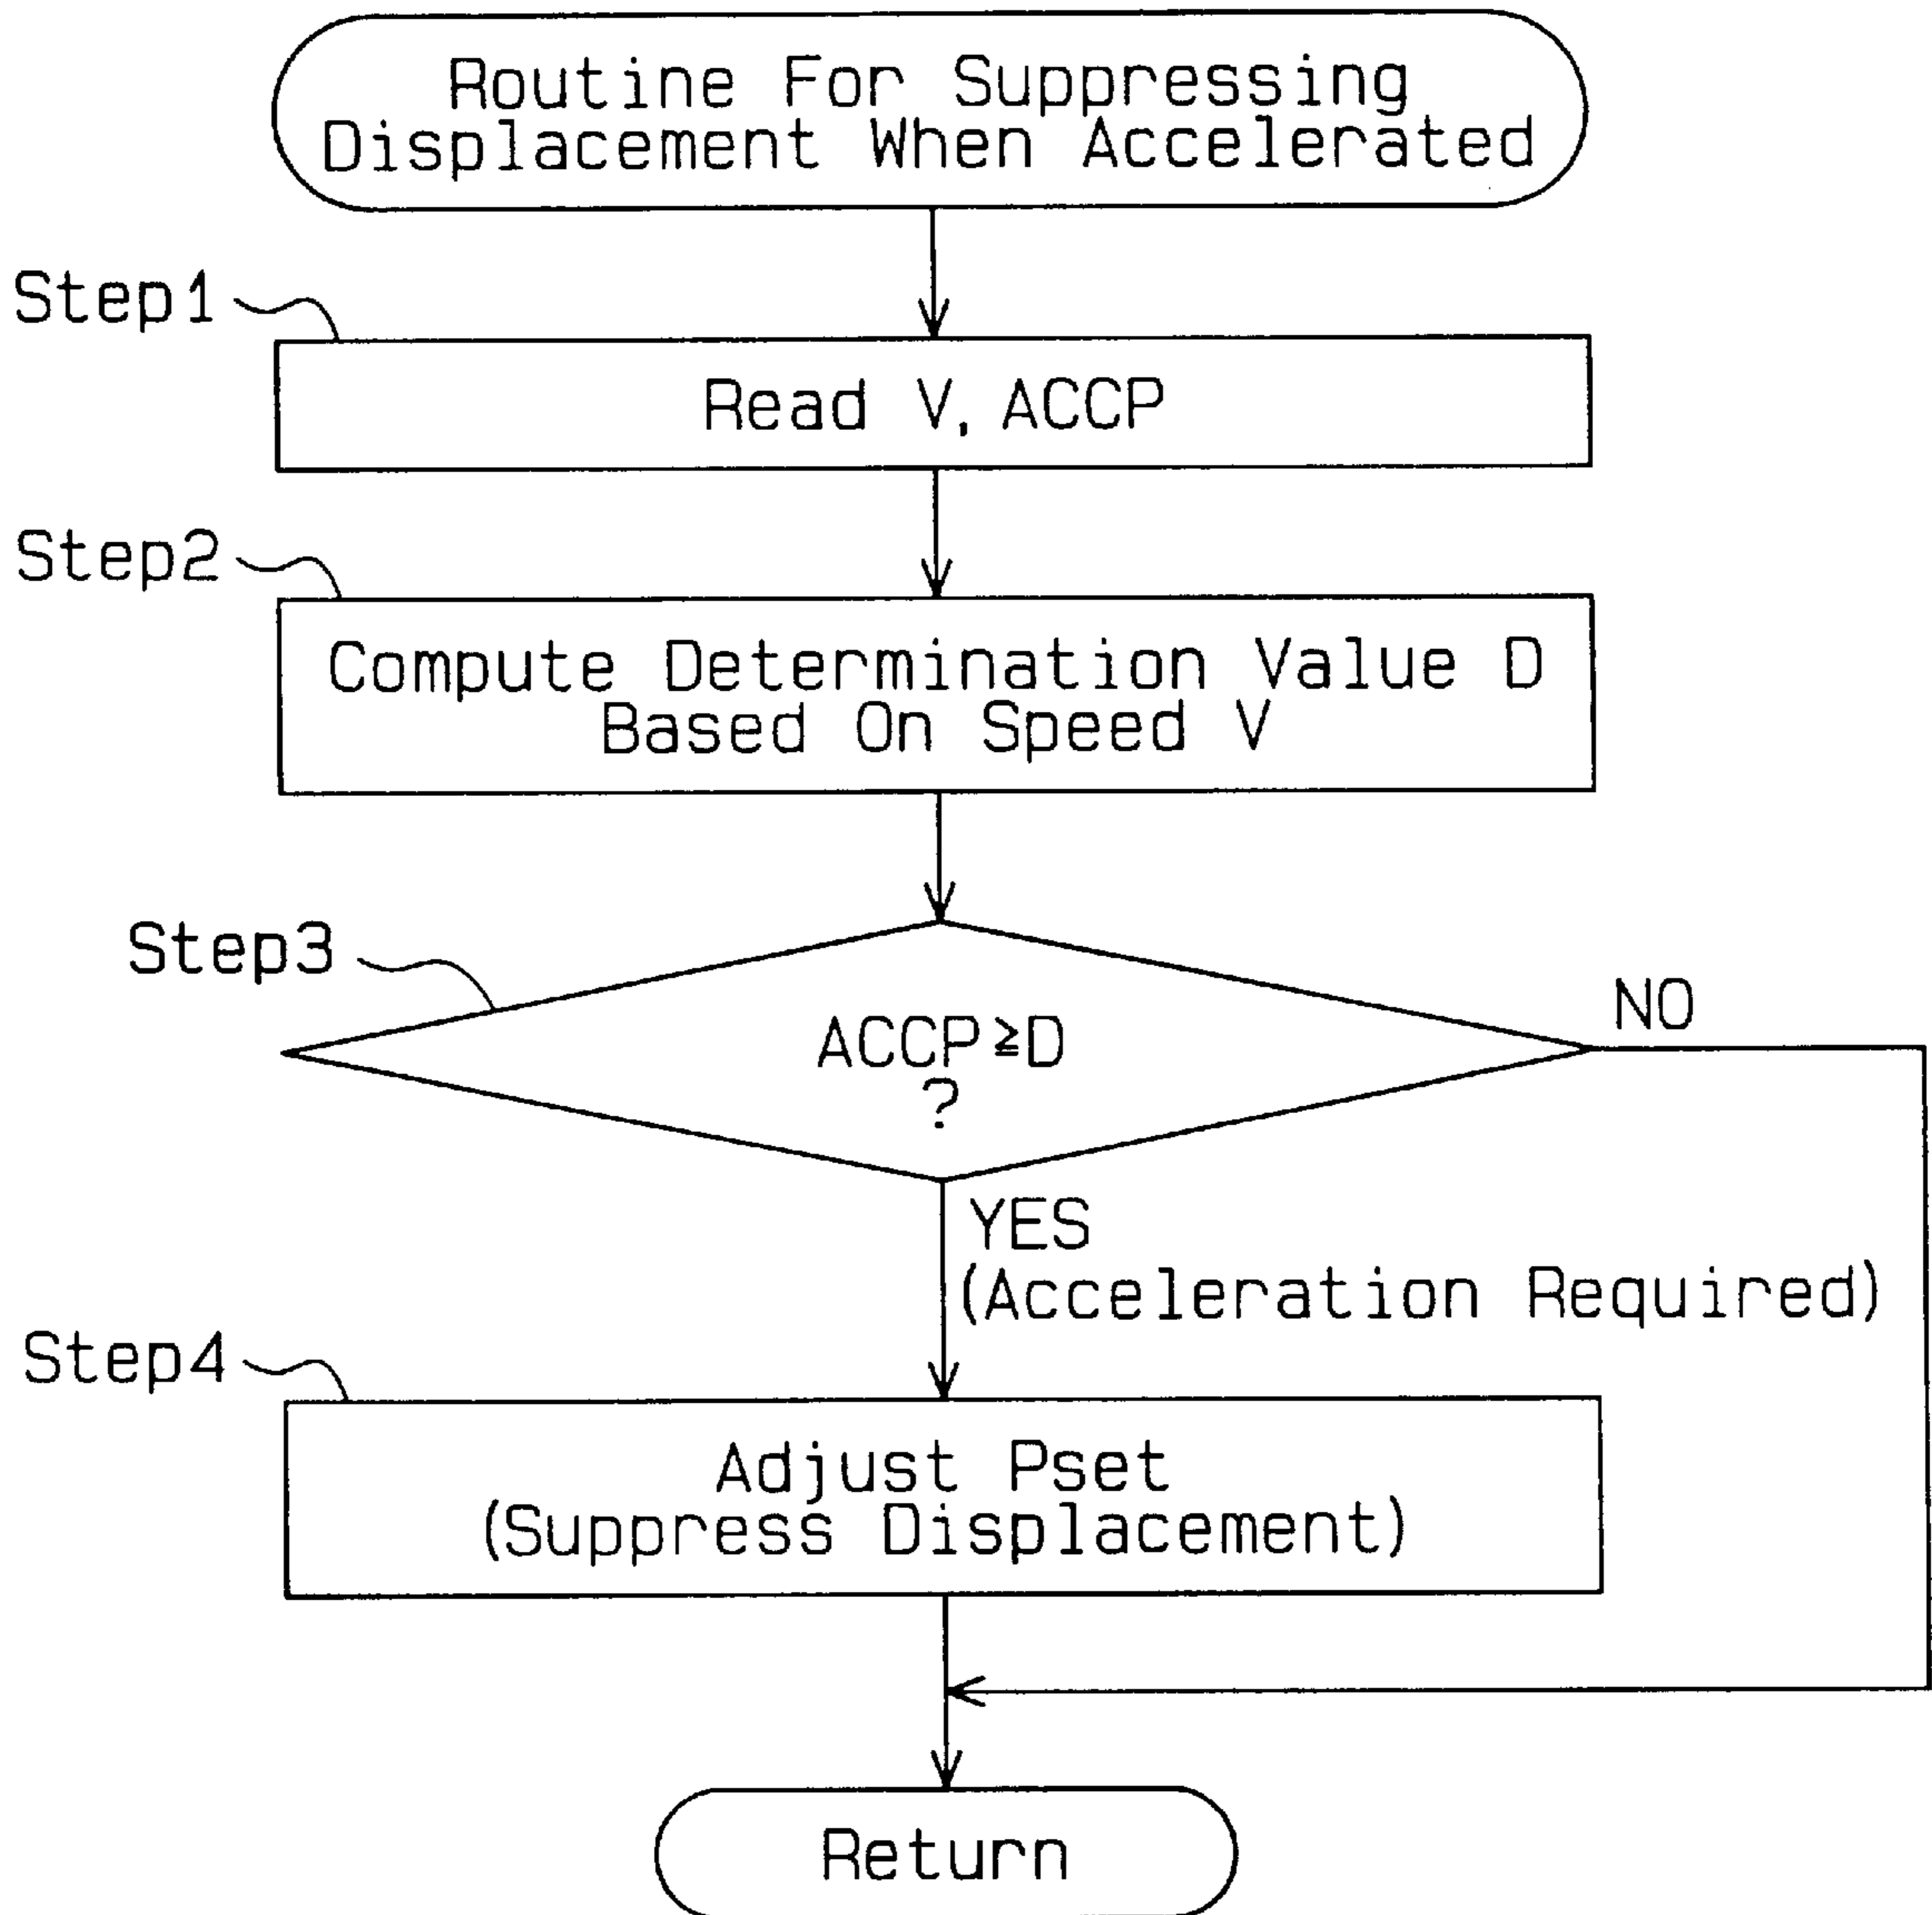 Routine For Suppressing
Displacement When Accelerated
Step1
Read V, ACCP
Step2
Compute Determination Value D
Based On Speed V
Step3
ACCP≧D
?
NO
YES
(Acceleration Required)
Step4
Adjust Pset
(Suppress Displacement)
Return